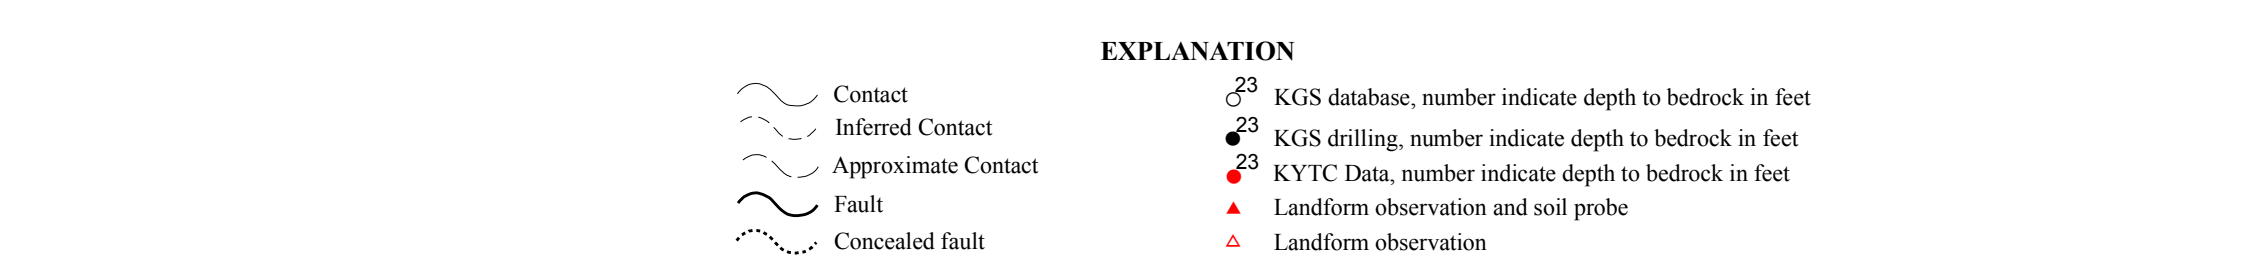 EXPLANATION
Contact
Inferred Contact
Approximate Contact
Fault
Concealed fault
23 KGS database, number indicate depth to bedrock in feet
23 KGS drilling, number indicate depth to bedrock in feet
23 KYTC Data, number indicate depth to bedrock in feet
Landform observation and soil probe
Landform observation